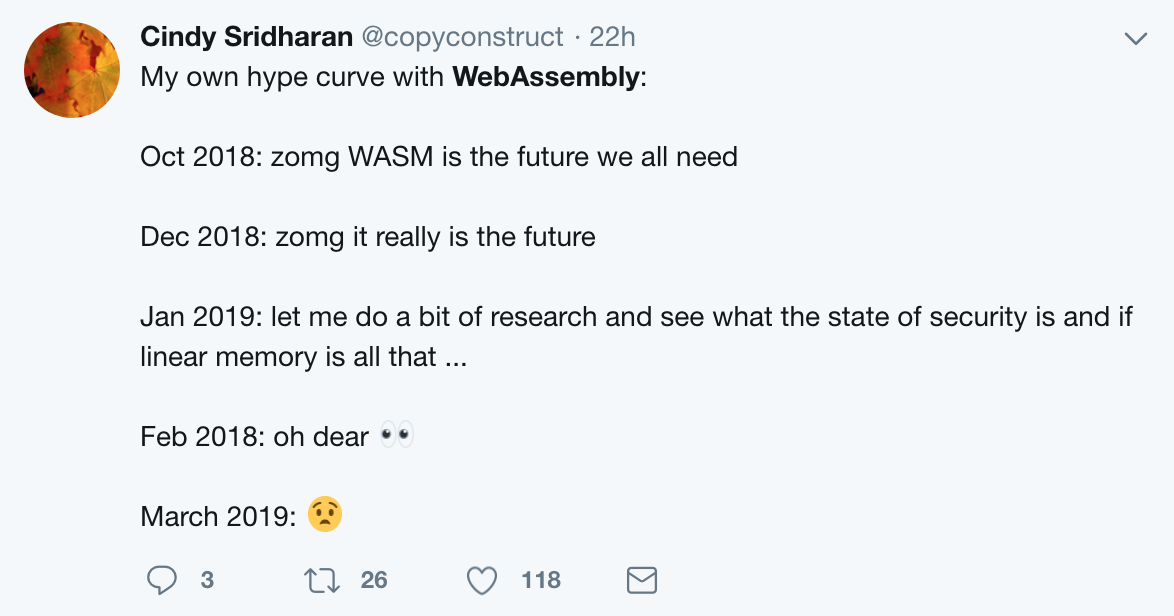 Cindy Sridharan @copyconstruct · 22h
My own hype curve with WebAssembly:
Oct 2018: zomg WASM is the future we all need
Dec 2018: zomg it really is the future
Jan 2019: let me do a bit of research and see what the state of security is and if
linear memory is all that ...
Feb 2018: oh dear 👀
March 2019: 😟
3 26 118